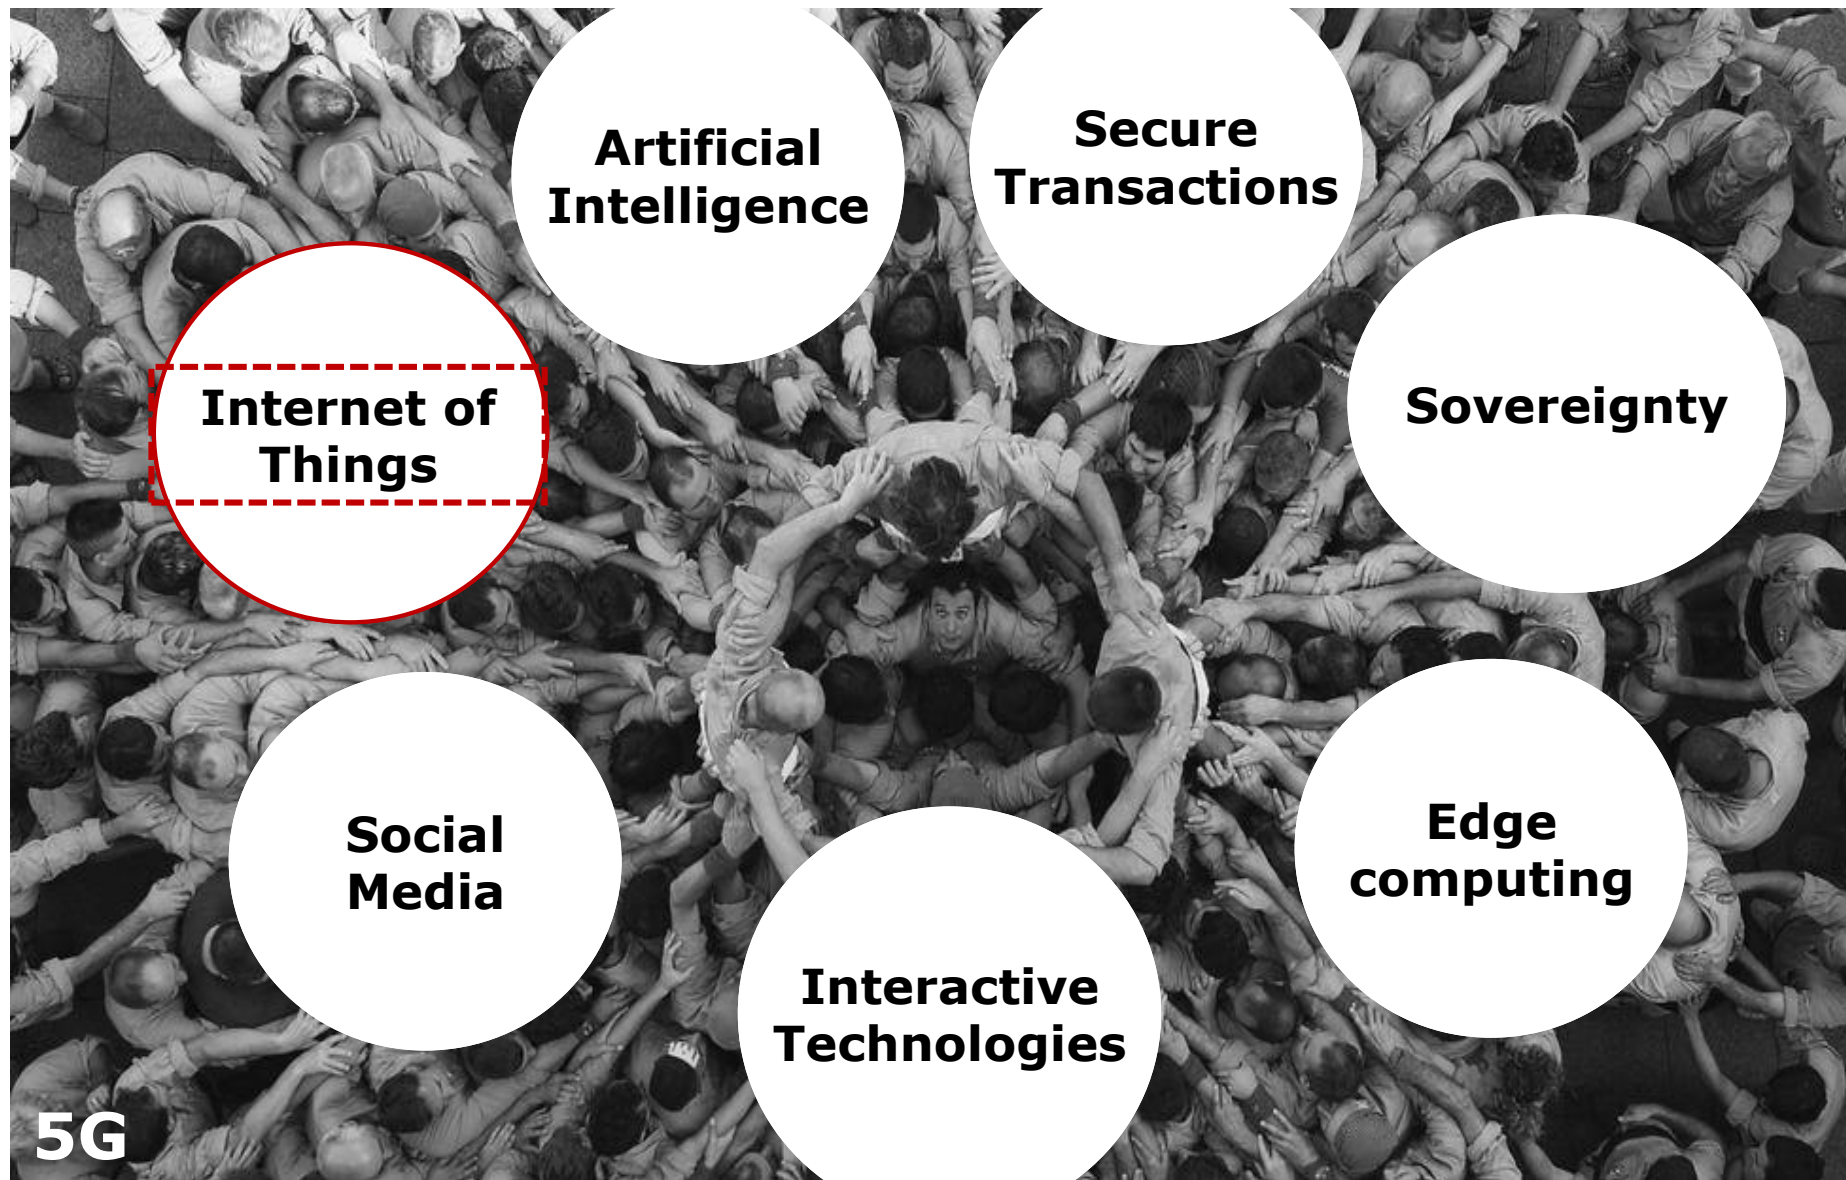 Artificial
Intelligence
Secure
Transactions
Internet of
Things
Sovereignty
Social
Media
Edge
computing
Interactive
Technologies
5G